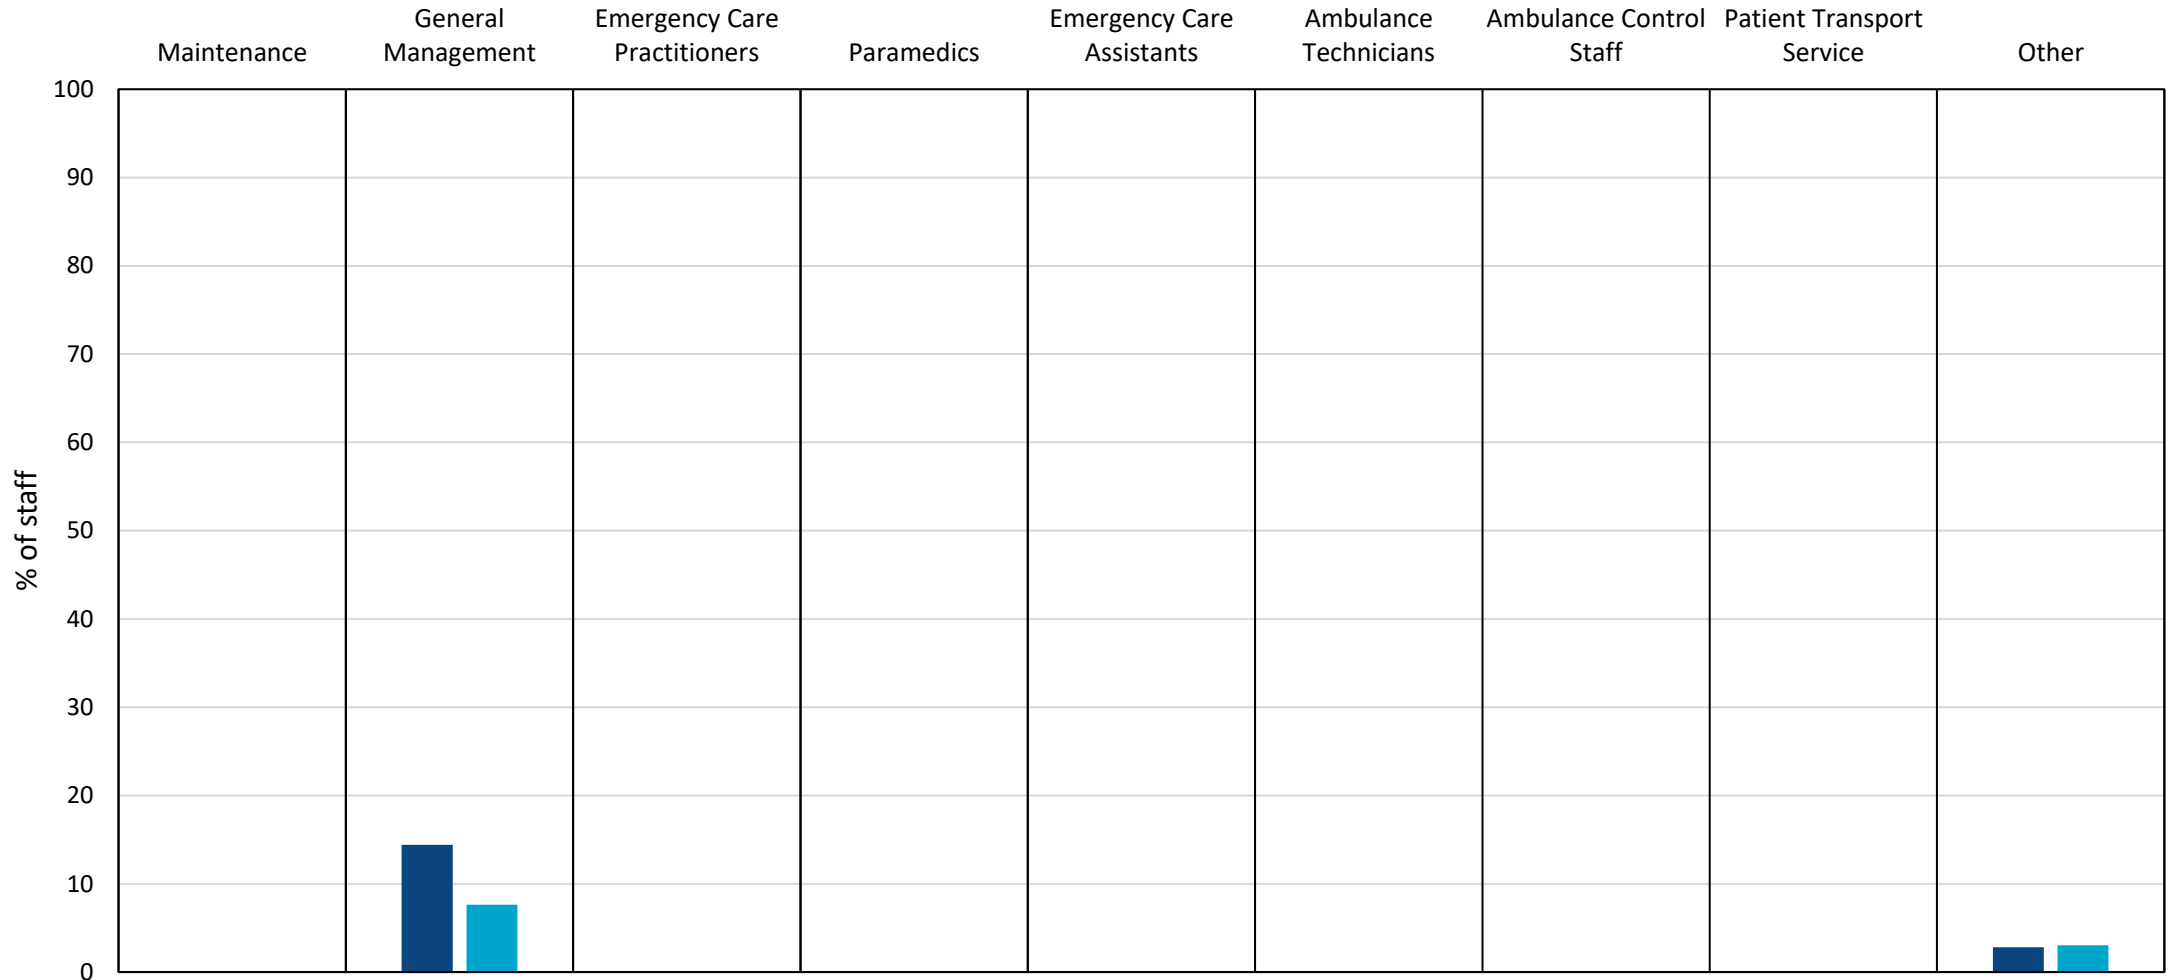 Maintenance
General
Management
Emergency Care
Practitioners
Paramedics
Emergency Care
Assistants
Ambulance
Technicians
Ambulance Control
Staff
Patient Transport
Service
Other
100
90
80
70
60
50
40
30
20
10
0
% of staff